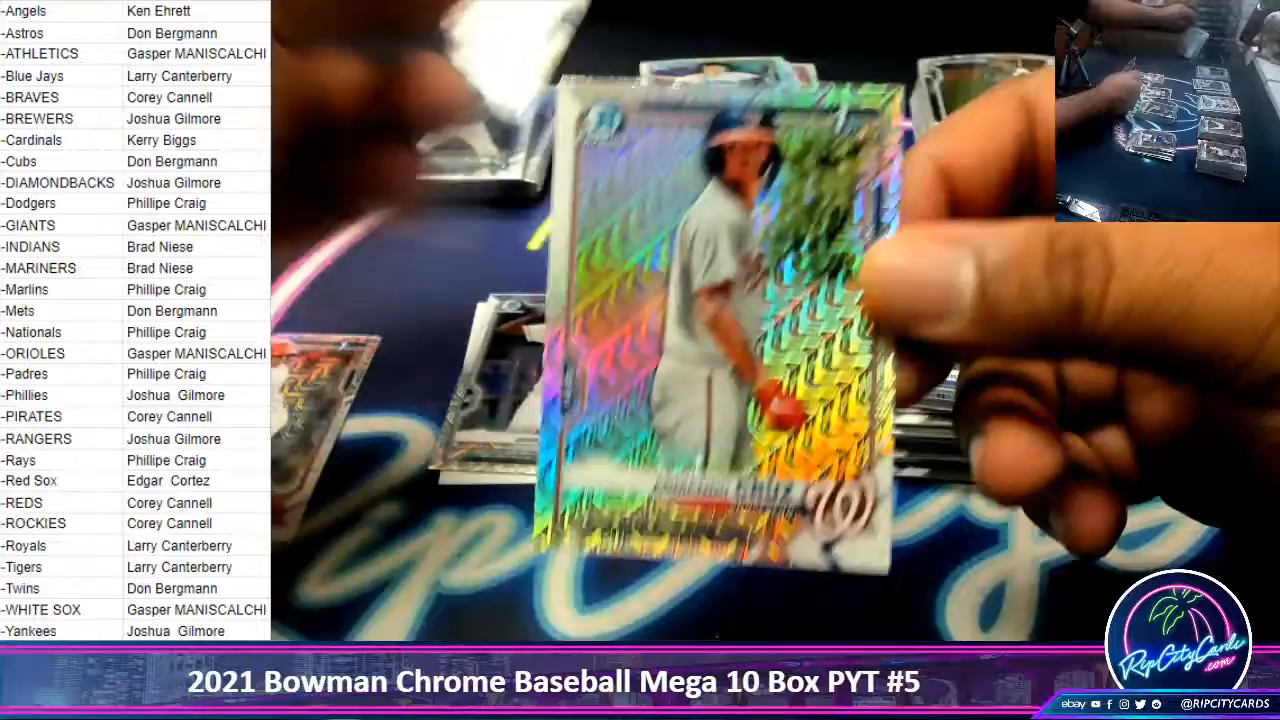 -Angels Ken Ehrett
-Astros Don Bergmann
-ATHLETICS Gasper MANISCALCHI
-Blue Jays Larry Canterberry
-BRAVES Corey Cannell
-BREWERS Joshua Gilmore
-Cardinals Kerry Biggs
-Cubs Don Bergmann
-DIAMONDBACKS Joshua Gilmore
-Dodgers Phillipe Craig
-GIANTS Gasper MANISCALCHI
-INDIANS Brad Niese
-MARINERS Brad Niese
-Marlins Phillipe Craig
-Mets Don Bergmann
-Nationals Phillipe Craig
-ORIOLES Gasper MANISCALCHI
-Padres Phillipe Craig
-Phillies Joshua Gilmore
-PIRATES Corey Cannell
-RANGERS Joshua Gilmore
-Rays Phillipe Craig
-Red Sox Edgar Cortez
-REDS Corey Cannell
-ROCKIES Corey Cannell
-Royals Larry Canterberry
-Tigers Larry Canterberry
-Twins Don Bergmann
-WHITE SOX Gasper MANISCALCHI
-Yankees Joshua Gilmore
W
RipCityCards
.com
2021 Bowman Chrome Baseball Mega 10 Box PYT #5
ebay @RIPCITYCARDS